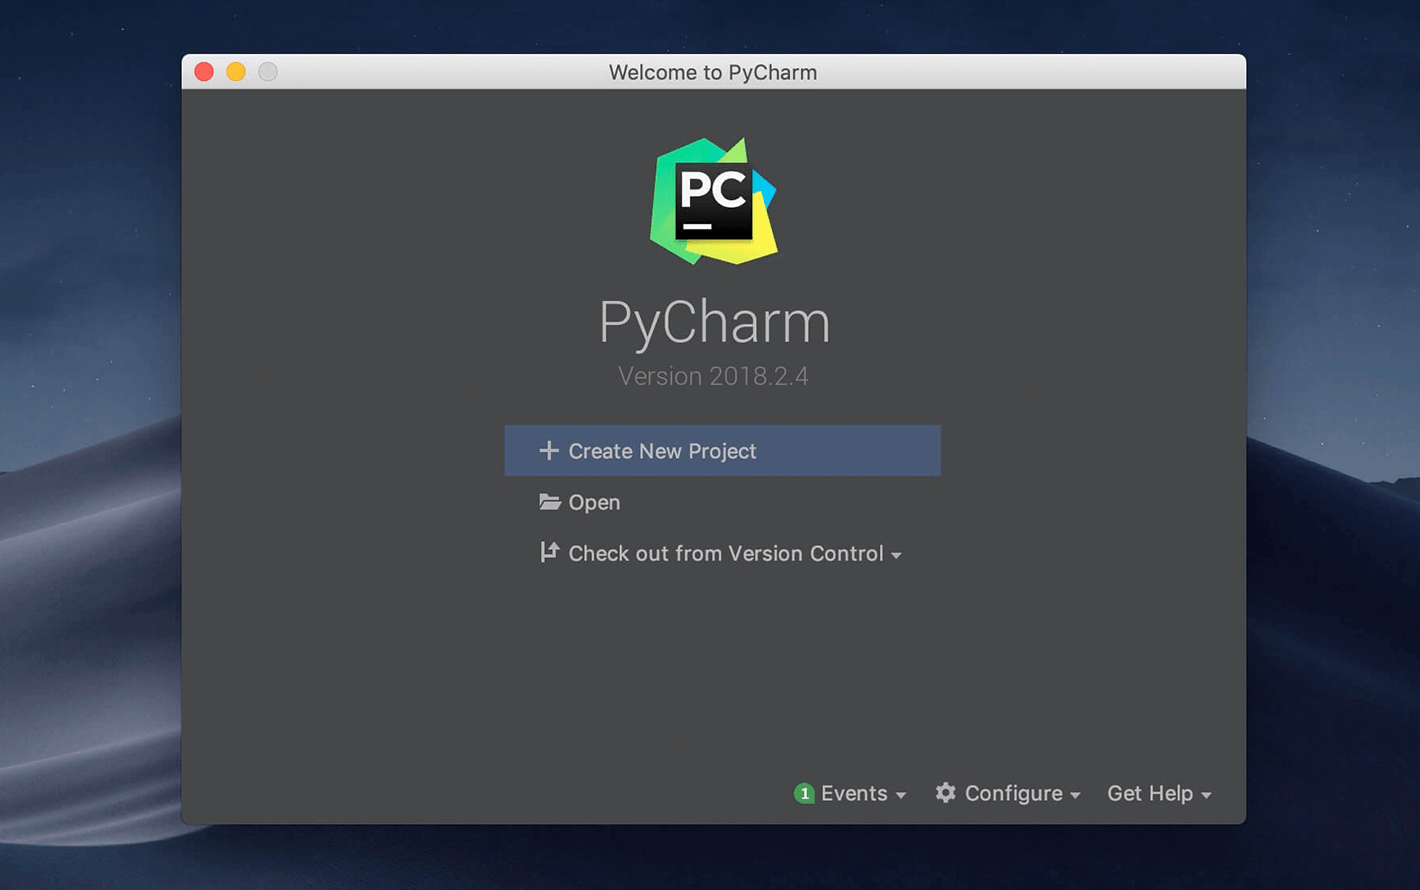 Welcome to PyCharm
PC
PyCharm
Version 2018.2.4
Create New Project
Open
Check out from Version Control
1 Events Configure Get Help